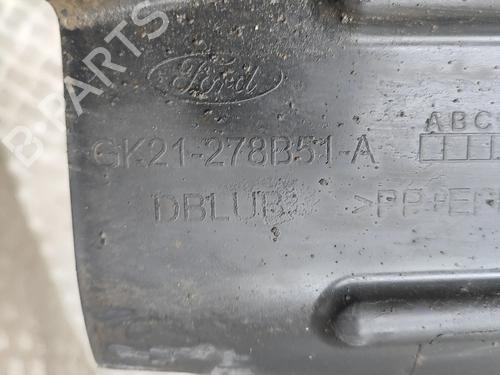 Ford
GK21-278B51-A
ABC
DBLUB >PP+EP
B-PARTS